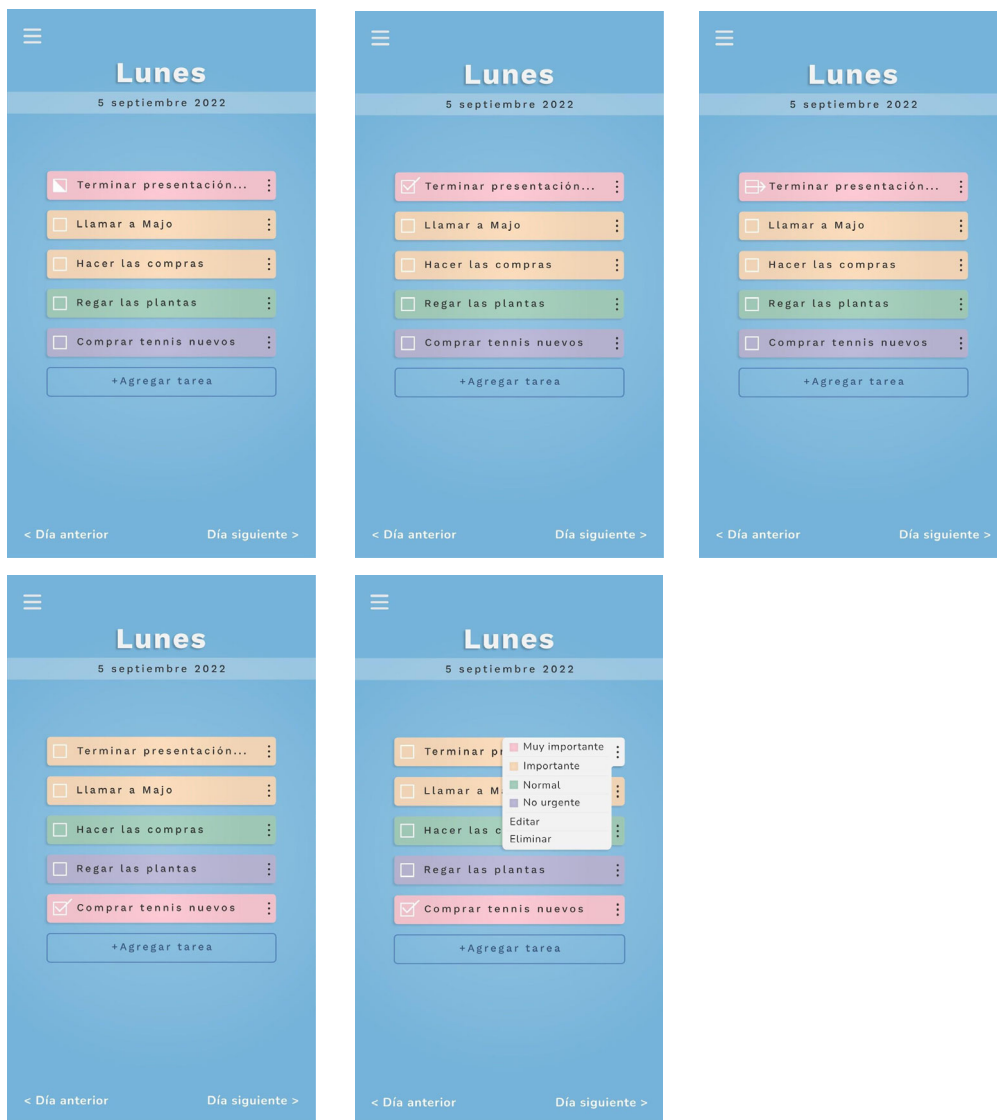 Lunes
5 septiembre 2022
Terminar presentación...
Llamar a Majo
Hacer las compras
Regar las plantas
Comprar tennis nuevos
+Agregar tarea
< Día anterior
Día siguiente >
Lunes
5 septiembre 2022
Terminar presentación...
Llamar a Majo
Hacer las compras
Regar las plantas
Comprar tennis nuevos
+Agregar tarea
< Día anterior
Día siguiente >
Lunes
5 septiembre 2022
Terminar presentación...
Llamar a Majo
Hacer las compras
Regar las plantas
Comprar tennis nuevos
+Agregar tarea
< Día anterior
Día siguiente >
Lunes
5 septiembre 2022
Terminar presentación...
Llamar a Majo
Hacer las compras
Regar las plantas
Comprar tennis nuevos
+Agregar tarea
< Día anterior
Día siguiente >
Lunes
5 septiembre 2022
Terminar pr
Muy importante
Importante
Llamar a M
Normal
No urgente
Hacer las c
Editar
Eliminar
Regar las plantas
Comprar tennis nuevos
+Agregar tarea
< Día anterior
Día siguiente >